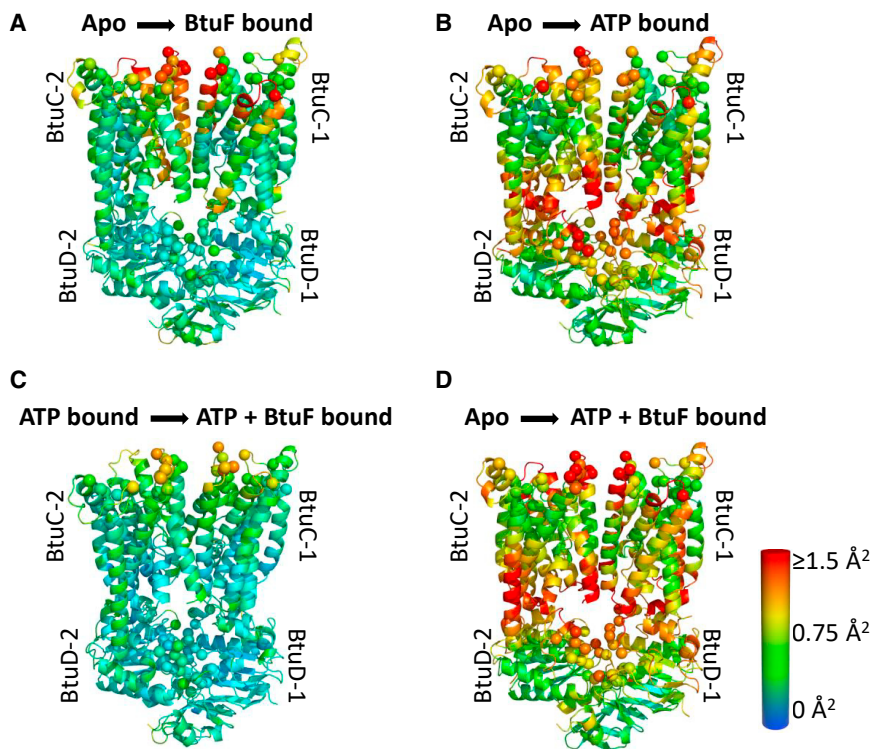 A
Apo → BtuF bound
BtuC-2
BtuC-1
BtuD-2
BtuD-1
B
Apo → ATP bound
BtuC-2
BtuC-1
BtuD-2
BtuD-1
C
ATP bound → ATP + BtuF bound
BtuC-2
BtuC-1
BtuD-2
BtuD-1
D
Apo → ATP + BtuF bound
BtuC-2
BtuC-1
BtuD-2
BtuD-1
≥1.5 Å²
0.75 Å²
0 Å²